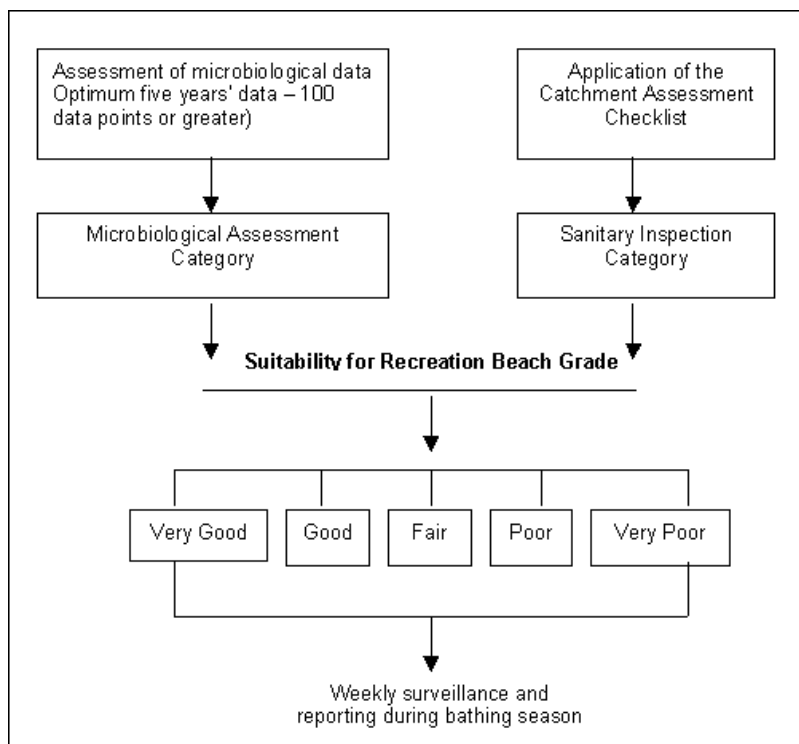 Assessment of microbiological data
Optimum five years' data – 100
data points or greater)
Application of the
Catchment Assessment
Checklist
Microbiological Assessment
Category
Sanitary Inspection
Category
Suitability for Recreation Beach Grade
Very Good
Good
Fair
Poor
Very Poor
Weekly surveillance and
reporting during bathing season